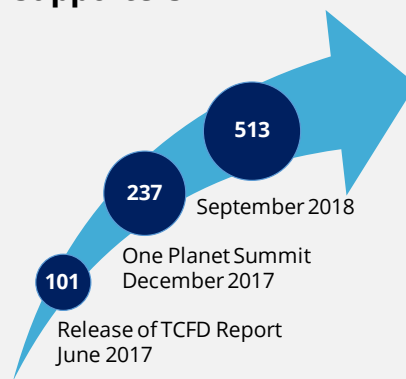 513
237
September 2018
One Planet Summit
December 2017
101
Release of TCFD Report
June 2017